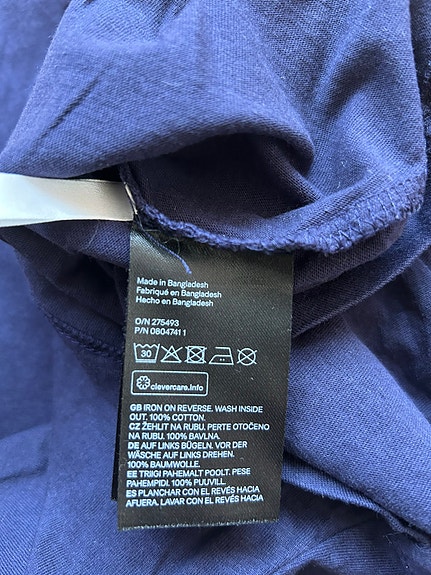 Made in Bangladesh
Fabriqué en Bangladesh
Hecho en Bangladesh
O/N 275493
P/N 0804741 1
30
clevercare.info
GB IRON ON REVERSE. WASH INSIDE
OUT. 100% COTTON.
CZ ŽEHLIT NA RUBU. PERTE OTOČENO
NA RUBU. 100% BAVLNA.
DE AUF LINKS BÜGELN. VOR DER
WÄSCHE AUF LINKS DREHEN.
100% BAUMWOLLE.
EE TRIIGI PAHEMALT POOLT. PESE
PAHEMPIDI. 100% PUUVILL.
ES PLANCHAR CON EL REVÉS HACIA
AFUERA. LAVAR CON EL REVÉS HACIA